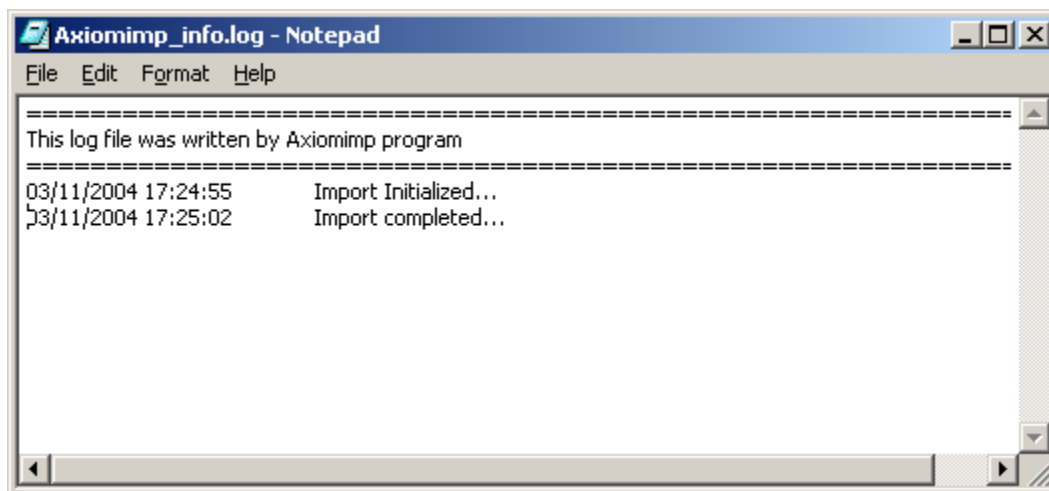 Axiomimp_info.log - Notepad
File Edit Format Help
==========================================================================
This log file was written by Axiomimp program
==========================================================================
03/11/2004 17:24:55 Import Initialized...
03/11/2004 17:25:02 Import completed...